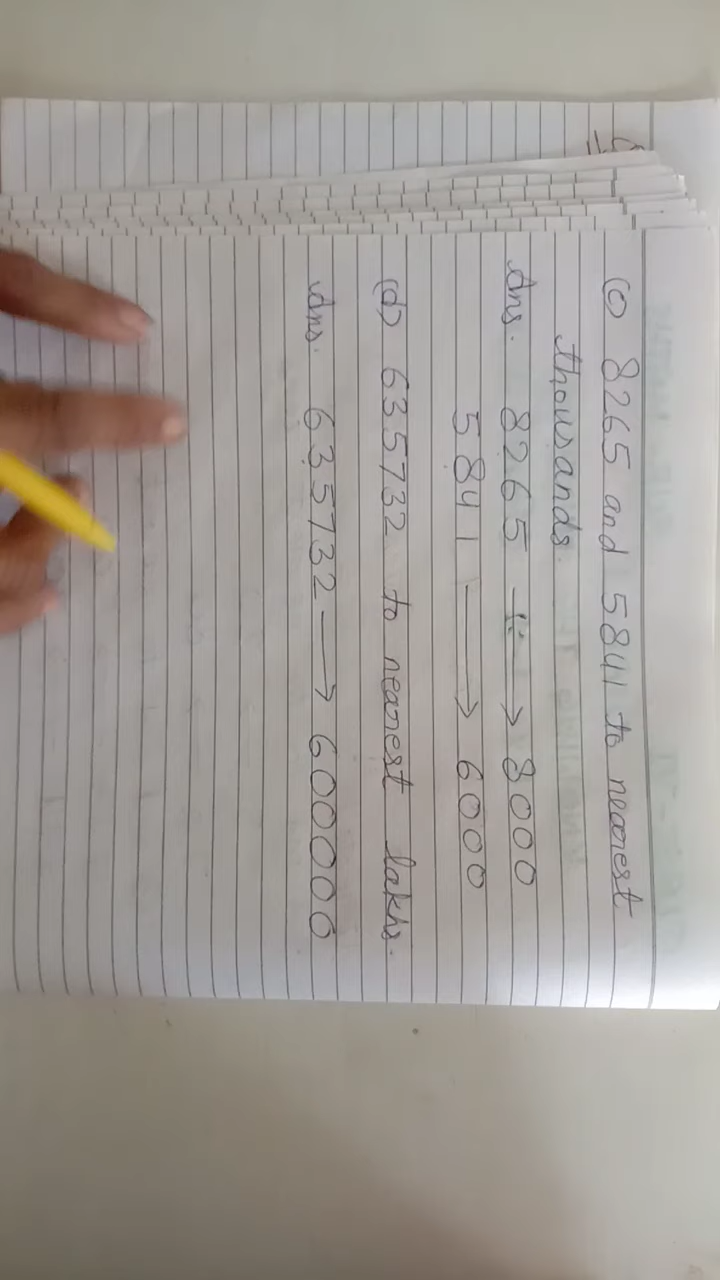 (c) 8265 and 5841 to nearest
thousands.
Ans. 8265 → 8000
5841 → 6000
(d) 635732 to nearest lakhs.
Ans. 635732 → 600000